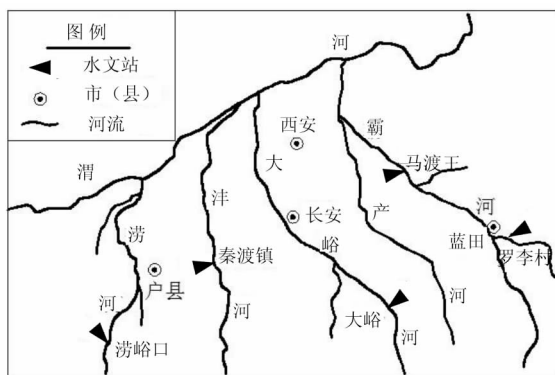 图 例
水文站
市（县）
河流
河
渭
西安
霸
大
马渡王
沣
长安
产
河
涝
峪
蓝田
罗李村
秦渡镇
户县
河
河
大峪
河
河
涝峪口